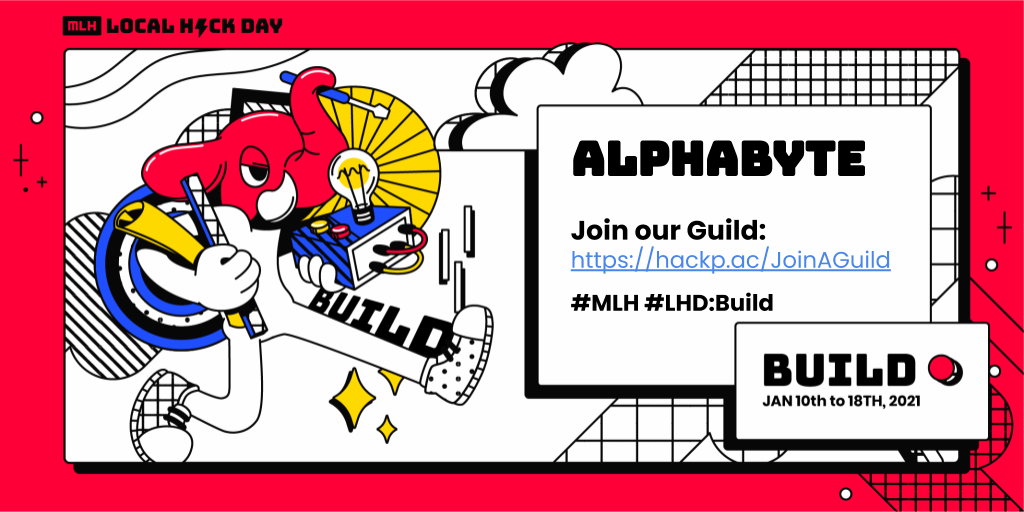 MLH LOCAL HACK DAY
ALPHABYTE
Join our Guild:
https://hackp.ac/JoinAGuild
#MLH #LHD:Build
BUILD
BUILD
JAN 10th to 18TH, 2021